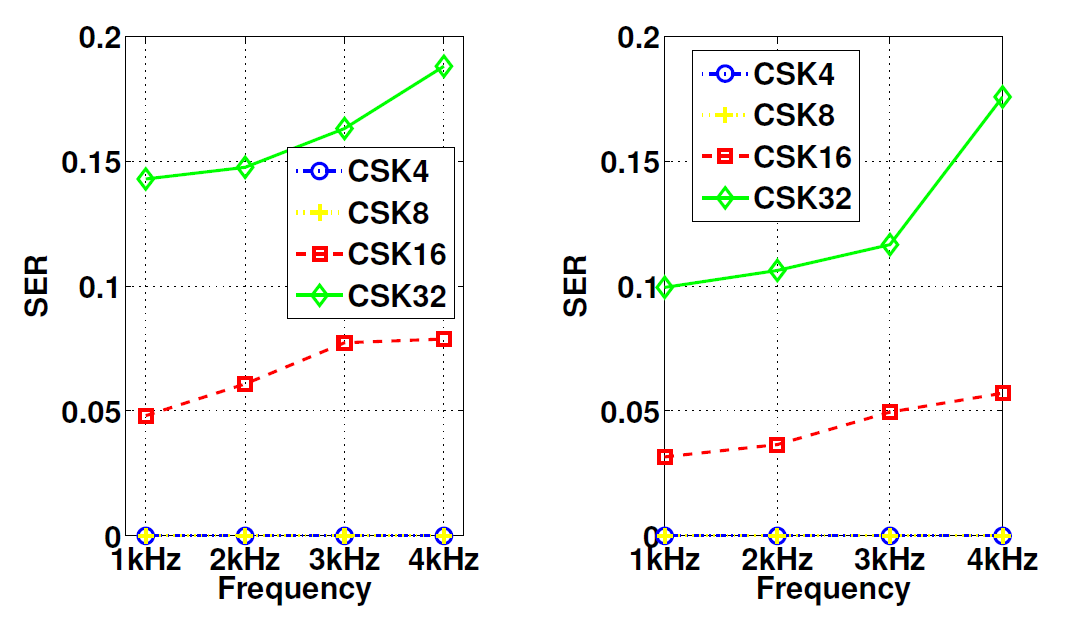 0.2
0.15
0.1
0.05
0
SER
1kHz 2kHz 3kHz 4kHz
Frequency
CSK4
CSK8
CSK16
CSK32
0.2
0.15
0.1
0.05
0
SER
1kHz 2kHz 3kHz 4kHz
Frequency
CSK4
CSK8
CSK16
CSK32